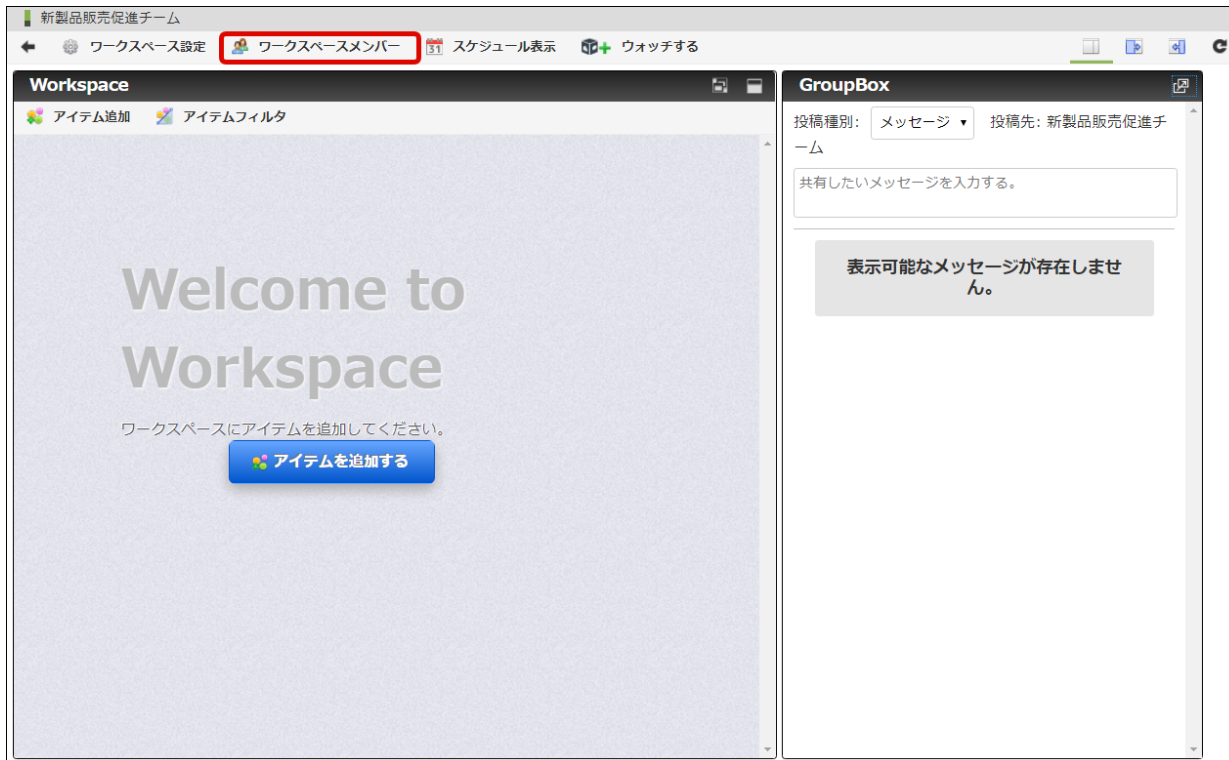 新製品販売促進チーム
ワークスペース設定 ワークスペースメンバー 31 スケジュール表示 ウォッチする
Workspace
アイテム追加 アイテムフィルタ
Welcome to
Workspace
ワークスペースにアイテムを追加してください。
アイテムを追加する
GroupBox
投稿種別: メッセージ 投稿先: 新製品販売促進チ
ーム
共有したいメッセージを入力する。
表示可能なメッセージが存在しませ
ん。